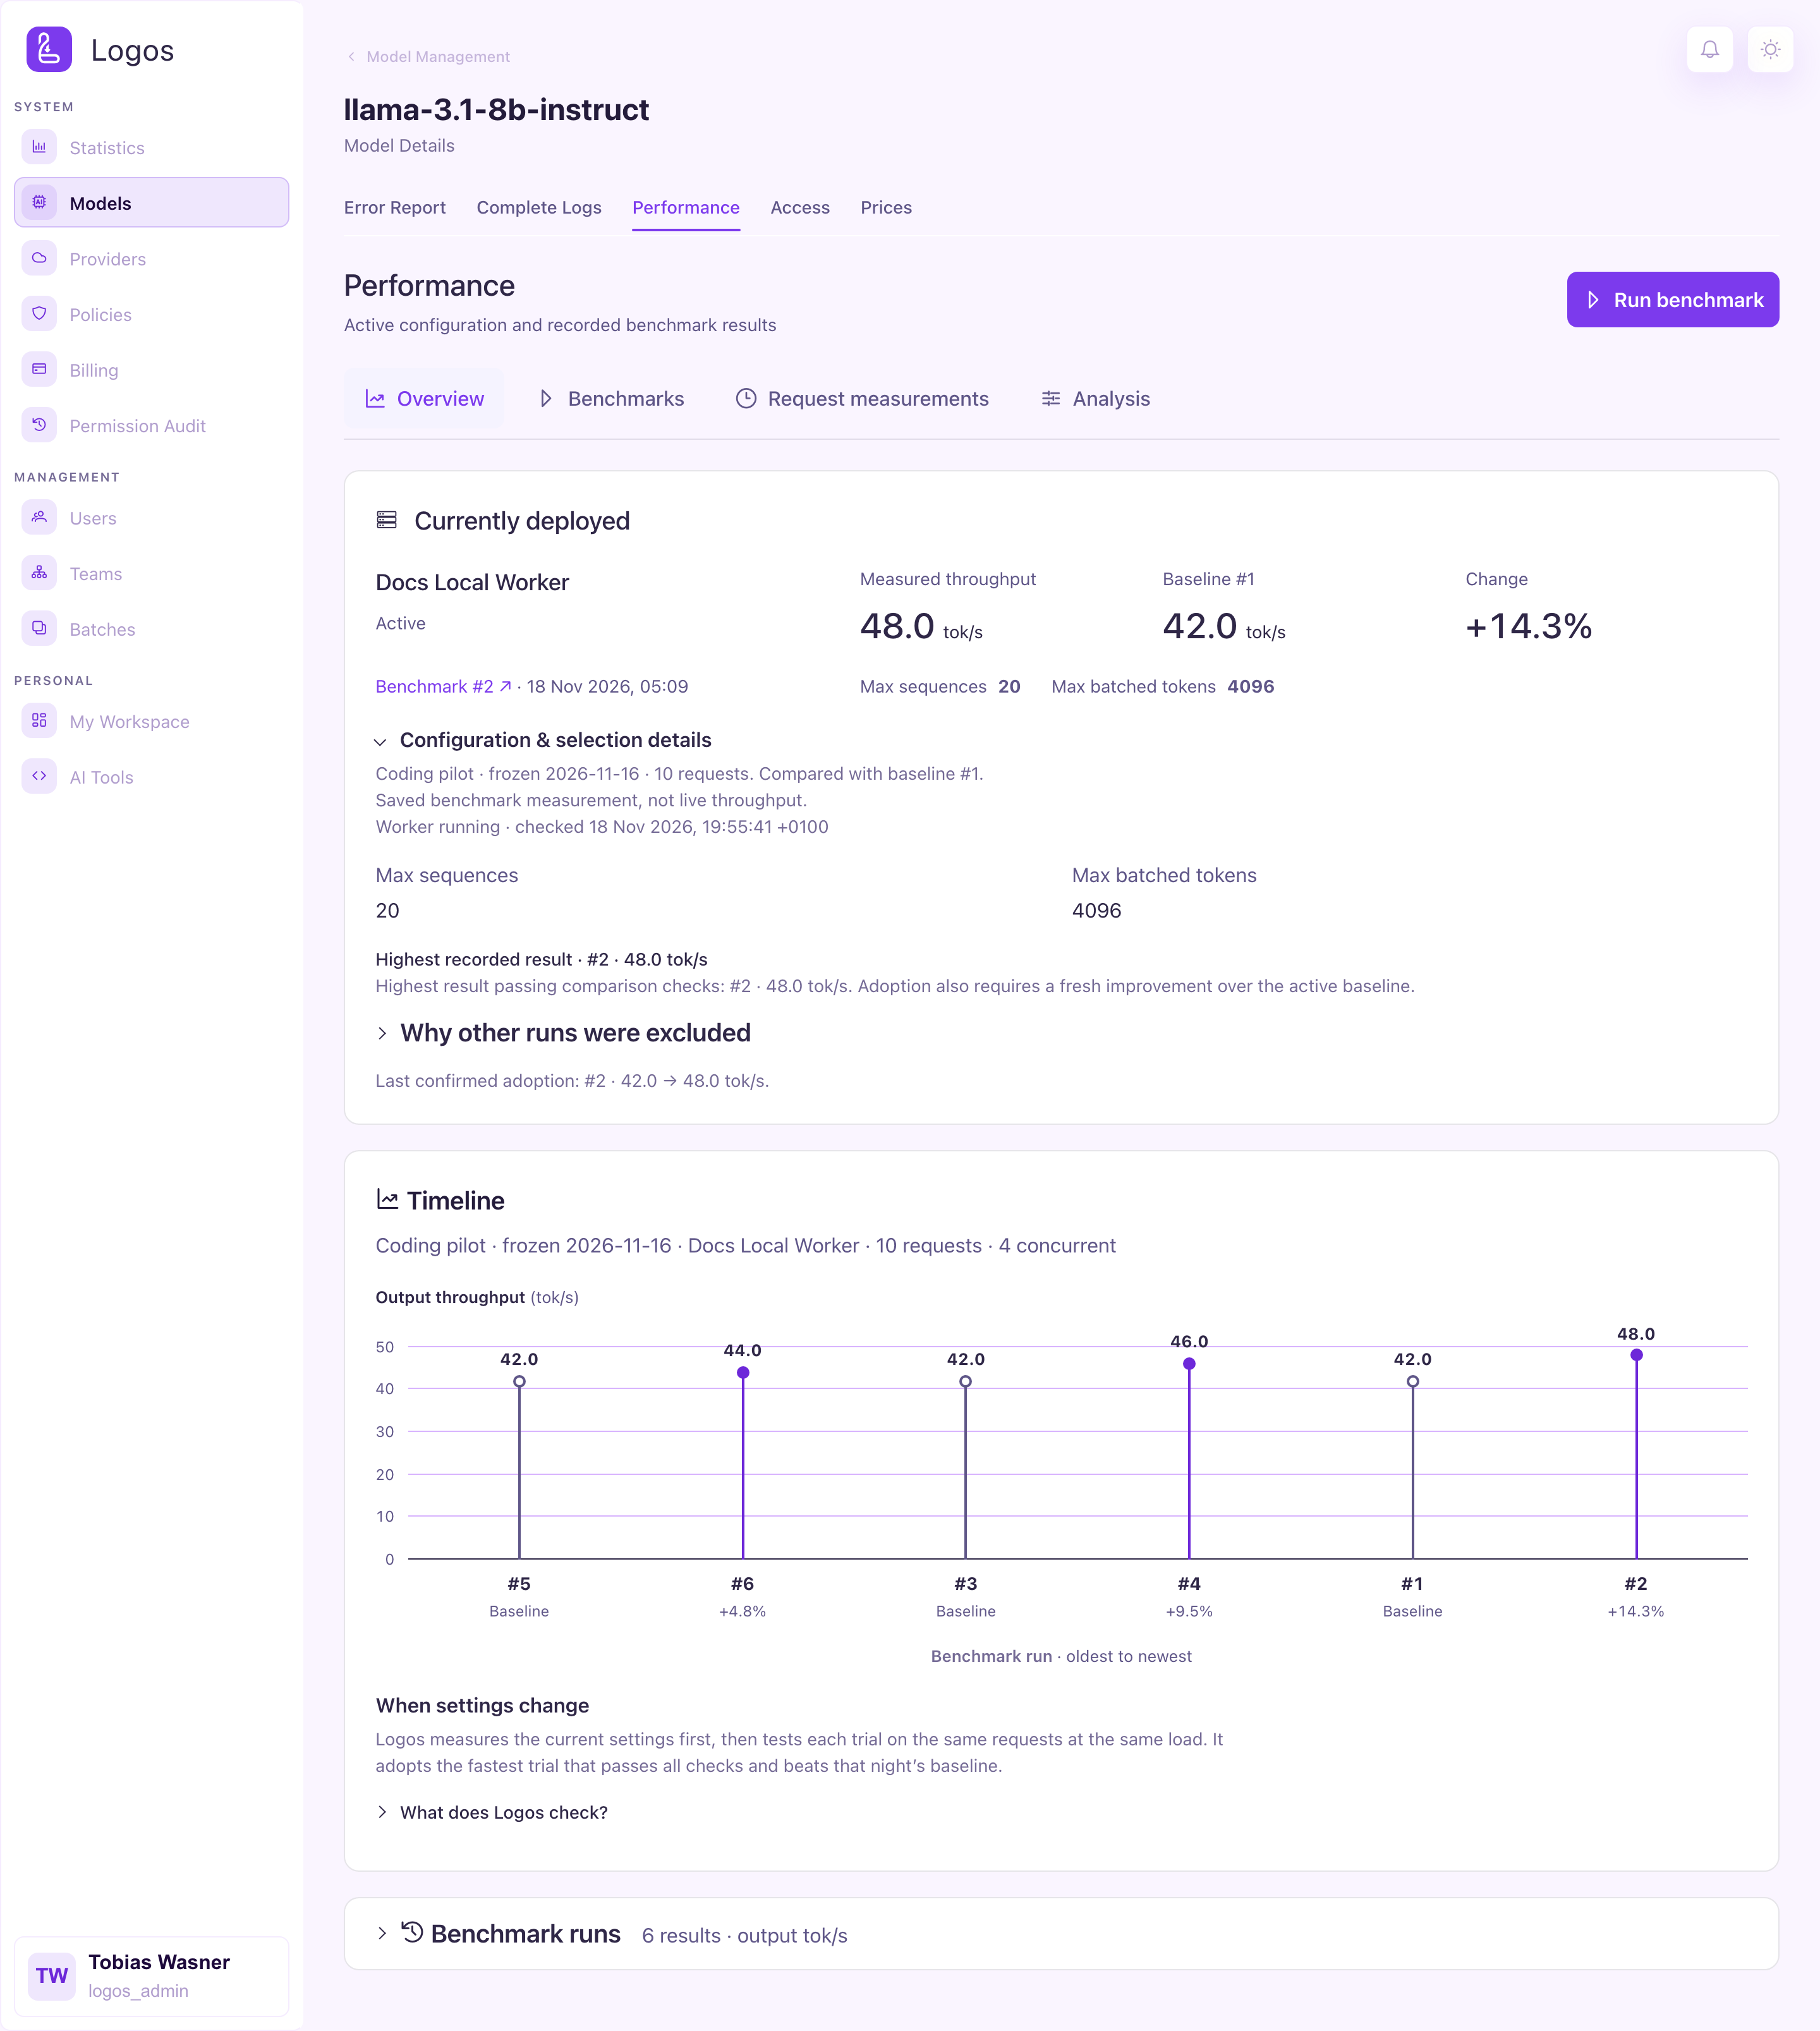 Logos
SYSTEM
Statistics
Models
Providers
Policies
Billing
Permission Audit
MANAGEMENT
Users
Teams
Batches
PERSONAL
My Workspace
AI Tools
TW
Tobias Wasner
logos_admin
Model Management
llama-3.1-8b-instruct
Model Details
Error Report Complete Logs Performance Access Prices
Performance
Active configuration and recorded benchmark results
Run benchmark
Overview Benchmarks Request measurements Analysis
Currently deployed
Docs Local Worker
Active
Measured throughput
48.0 tok/s
Baseline #1
42.0 tok/s
Change
+14.3%
Benchmark #2 ↗ · 18 Nov 2026, 05:09
Max sequences 20 Max batched tokens 4096
Configuration & selection details
Coding pilot · frozen 2026-11-16 · 10 requests. Compared with baseline #1.
Saved benchmark measurement, not live throughput.
Worker running · checked 18 Nov 2026, 19:55:41 +0100
Max sequences
20
Max batched tokens
4096
Highest recorded result · #2 · 48.0 tok/s
Highest result passing comparison checks: #2 · 48.0 tok/s. Adoption also requires a fresh improvement over the active baseline.
Why other runs were excluded
Last confirmed adoption: #2 · 42.0 → 48.0 tok/s.
Timeline
Coding pilot · frozen 2026-11-16 · Docs Local Worker · 10 requests · 4 concurrent
Output throughput (tok/s)
50
40
30
20
10
0
42.0 44.0 42.0 46.0 42.0 48.0
#5 #6 #3 #4 #1 #2
Baseline +4.8% Baseline +9.5% Baseline +14.3%
Benchmark run · oldest to newest
When settings change
Logos measures the current settings first, then tests each trial on the same requests at the same load. It
adopts the fastest trial that passes all checks and beats that night’s baseline.
What does Logos check?
Benchmark runs 6 results · output tok/s